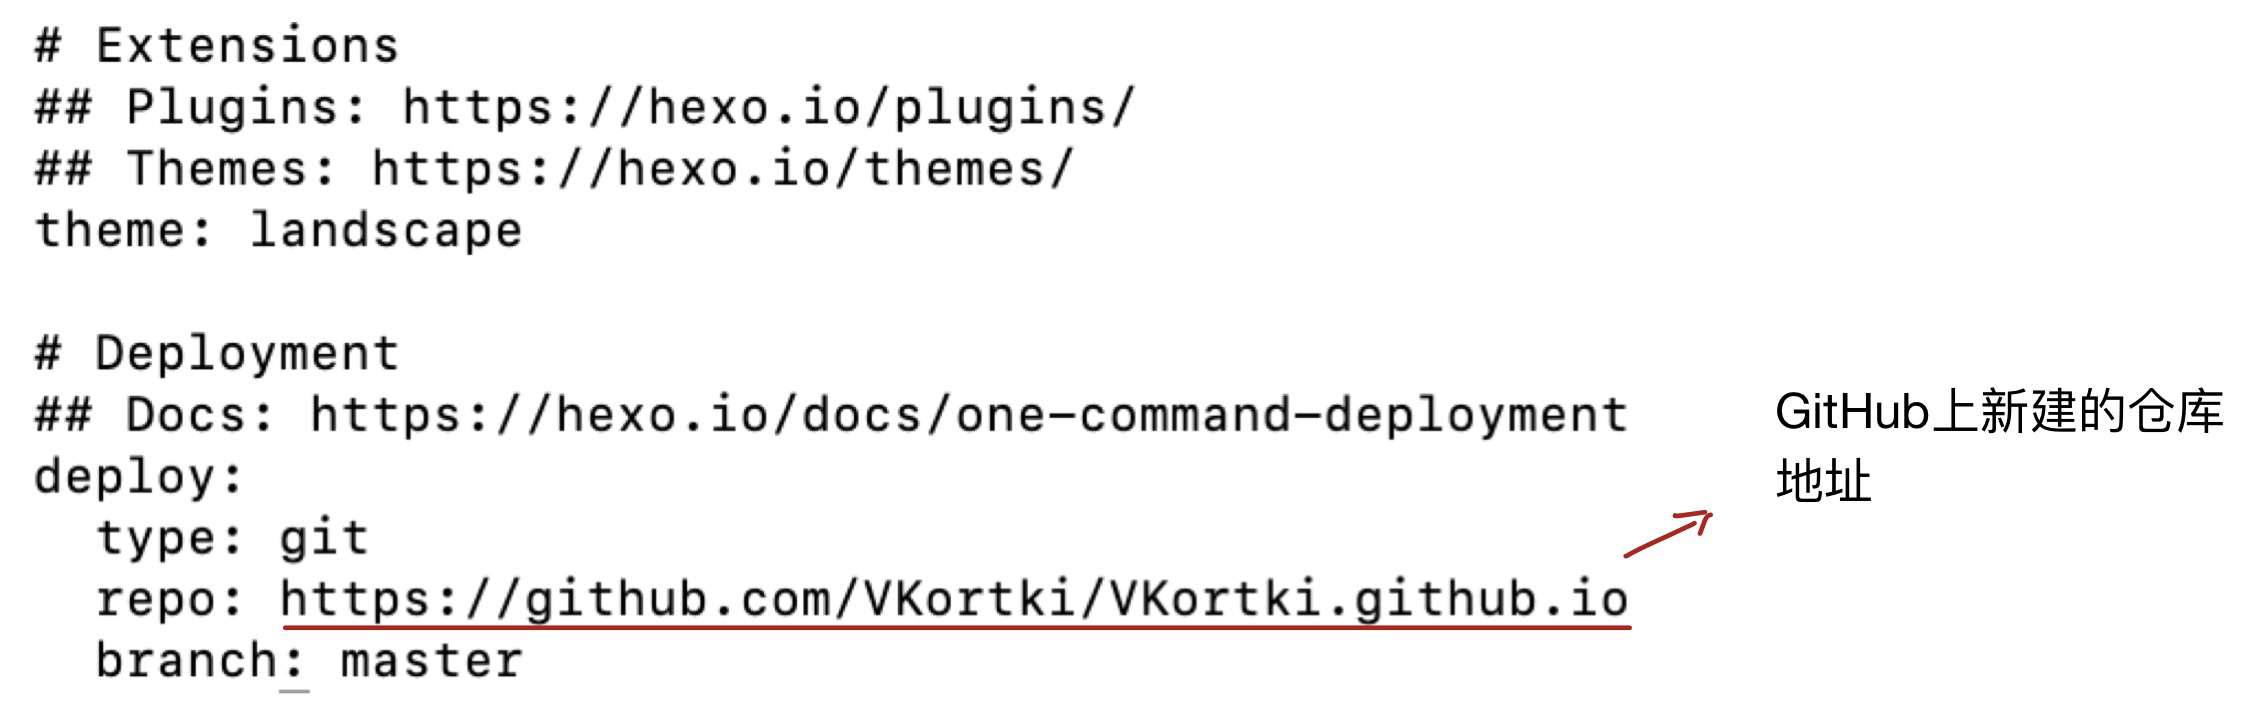 # Extensions
## Plugins: https://hexo.io/plugins/
## Themes: https://hexo.io/themes/
theme: landscape
# Deployment
## Docs: https://hexo.io/docs/one-command-deployment
deploy:
type: git
repo: https://github.com/VKortki/VKortki.github.io
branch: master
GitHub上新建的仓库
地址